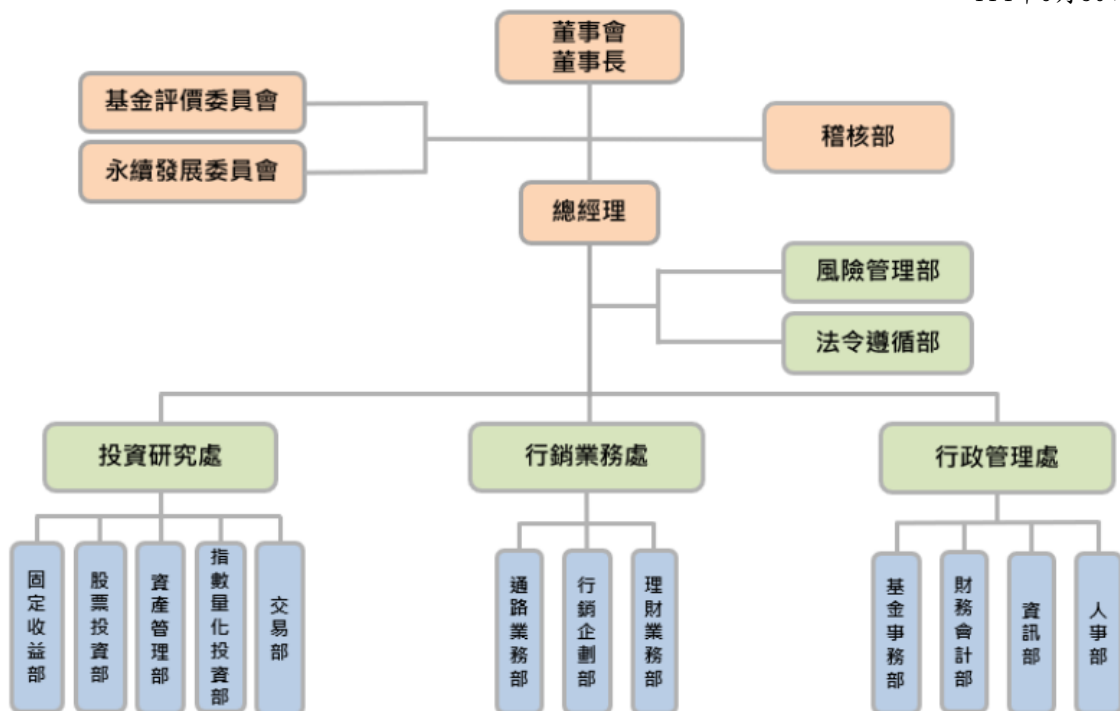 董事會
董事長
基金評價委員會
稽核部
永續發展委員會
總經理
風險管理部
法令遵循部
投資研究處
行銷業務處
行政管理處
固定收益部
股票投資部
資產管理部
指數量化投資部
交易部
通路業務部
行銷企劃部
理財業務部
基金事務部
財務會計部
資訊部
人事部